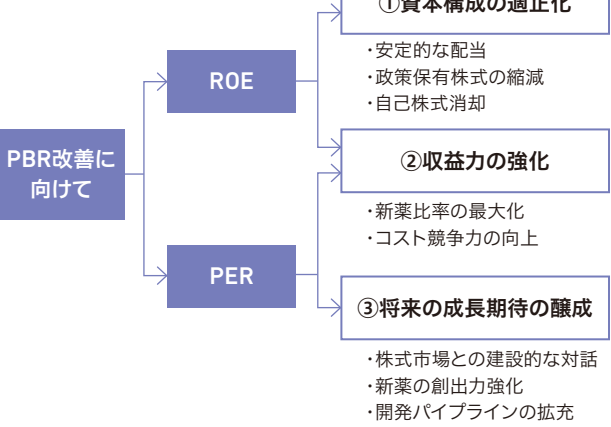 ①資本構成の適正化
・安定的な配当
・政策保有株式の縮減
・自己株式消却
ROE
PBR改善に
向けて
②収益力の強化
・新薬比率の最大化
・コスト競争力の向上
PER
③将来の成長期待の醸成
・株式市場との建設的な対話
・新薬の創出力強化
・開発パイプラインの拡充